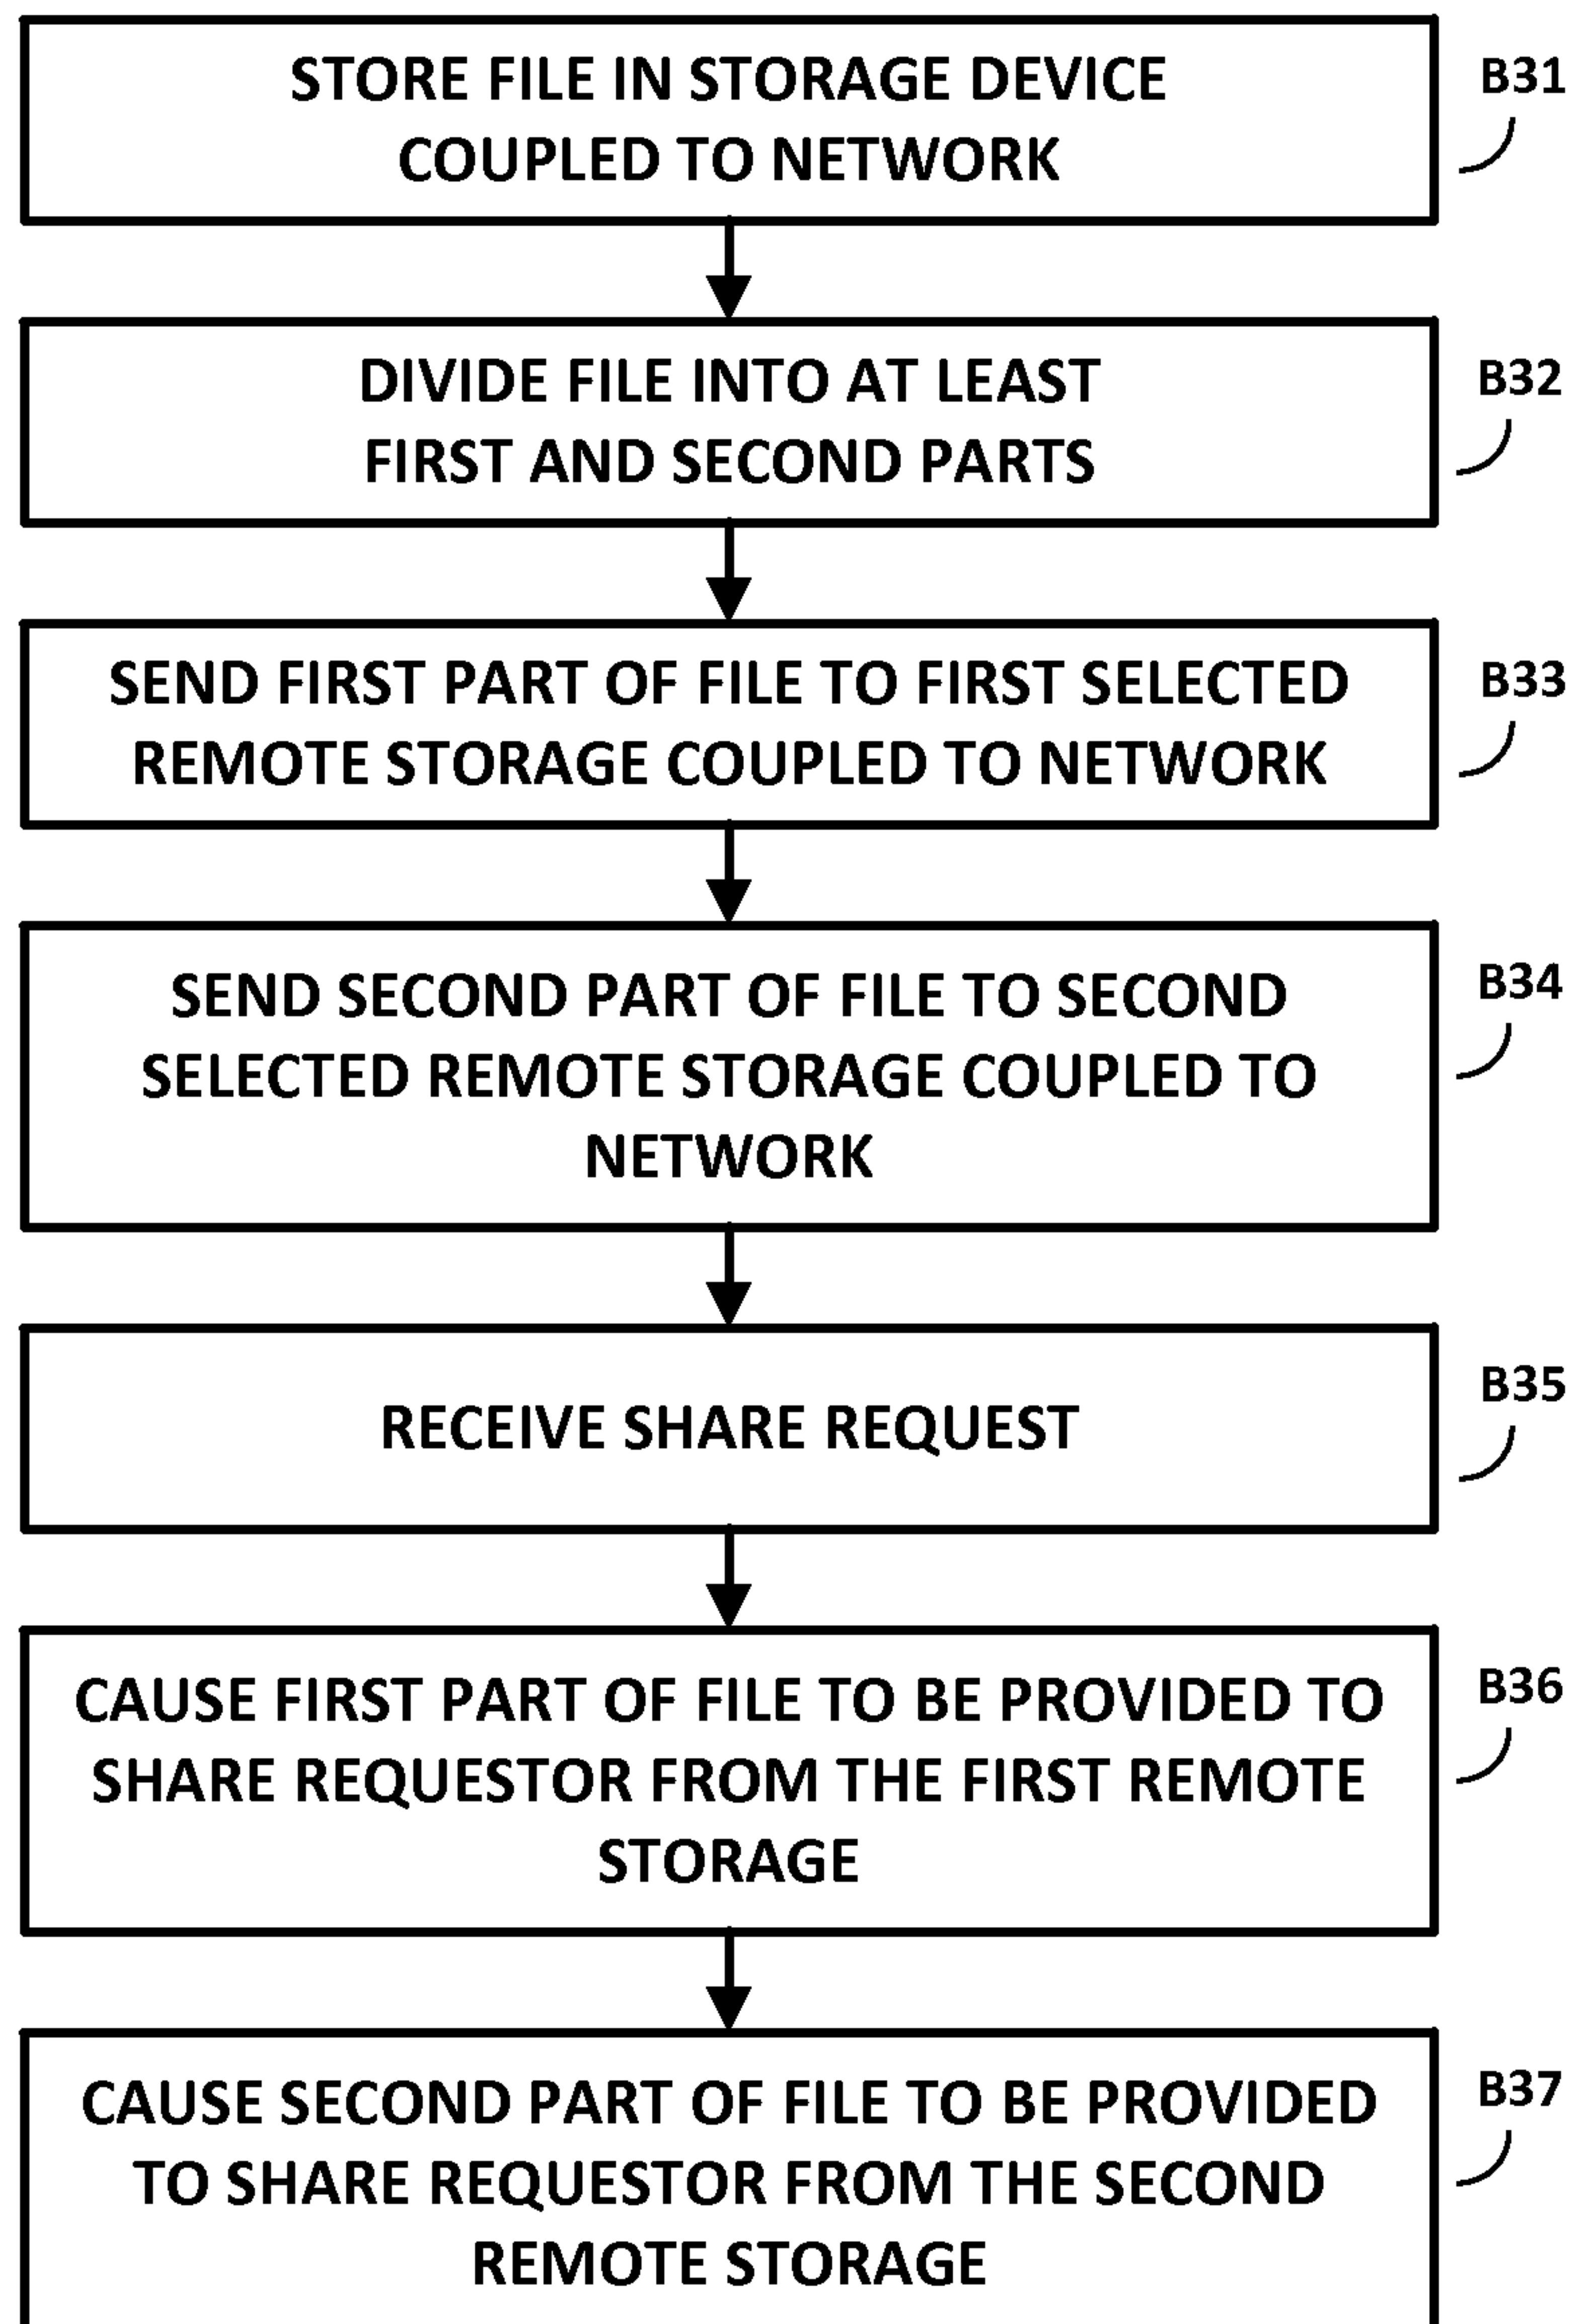 STORE FILE IN STORAGE DEVICE
COUPLED TO NETWORK
B31
DIVIDE FILE INTO AT LEAST
FIRST AND SECOND PARTS
B32
SEND FIRST PART OF FILE TO FIRST SELECTED
REMOTE STORAGE COUPLED TO NETWORK
B33
SEND SECOND PART OF FILE TO SECOND
SELECTED REMOTE STORAGE COUPLED TO
NETWORK
B34
RECEIVE SHARE REQUEST
B35
CAUSE FIRST PART OF FILE TO BE PROVIDED TO
SHARE REQUESTOR FROM THE FIRST REMOTE
STORAGE
B36
CAUSE SECOND PART OF FILE TO BE PROVIDED
TO SHARE REQUESTOR FROM THE SECOND
REMOTE STORAGE
B37